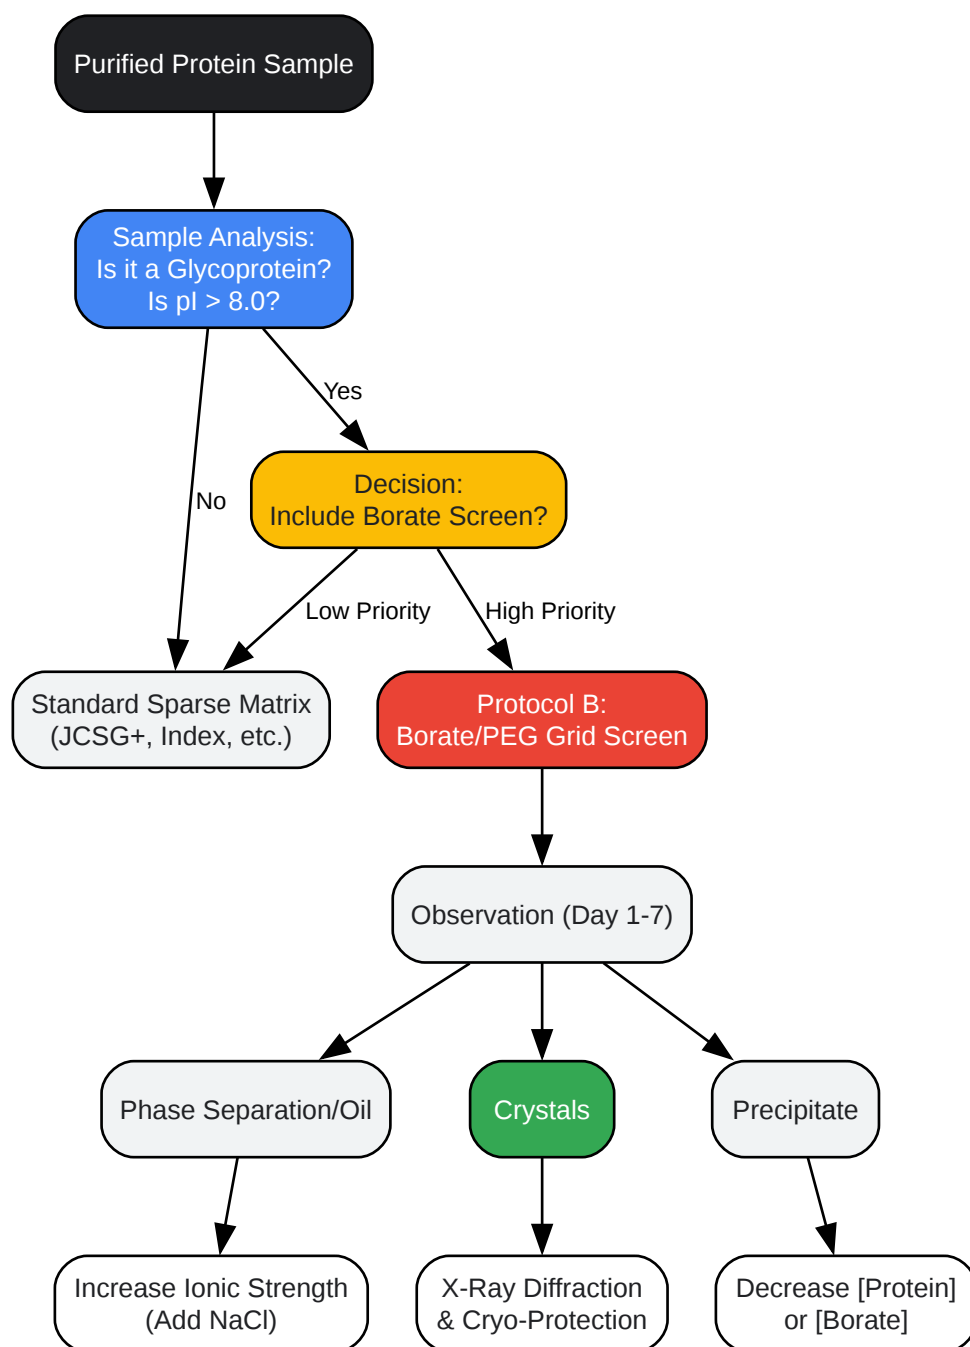 Purified Protein Sample
Sample Analysis:
Is it a Glycoprotein?
Is pI > 8.0?
Yes
Decision:
Include Borate Screen?
No
Low Priority
High Priority
Standard Sparse Matrix
(JCSG+, Index, etc.)
Protocol B:
Borate/PEG Grid Screen
Observation (Day 1-7)
Phase Separation/Oil
Crystals
Precipitate
Increase Ionic Strength
(Add NaCl)
X-Ray Diffraction
& Cryo-Protection
Decrease [Protein]
or [Borate]